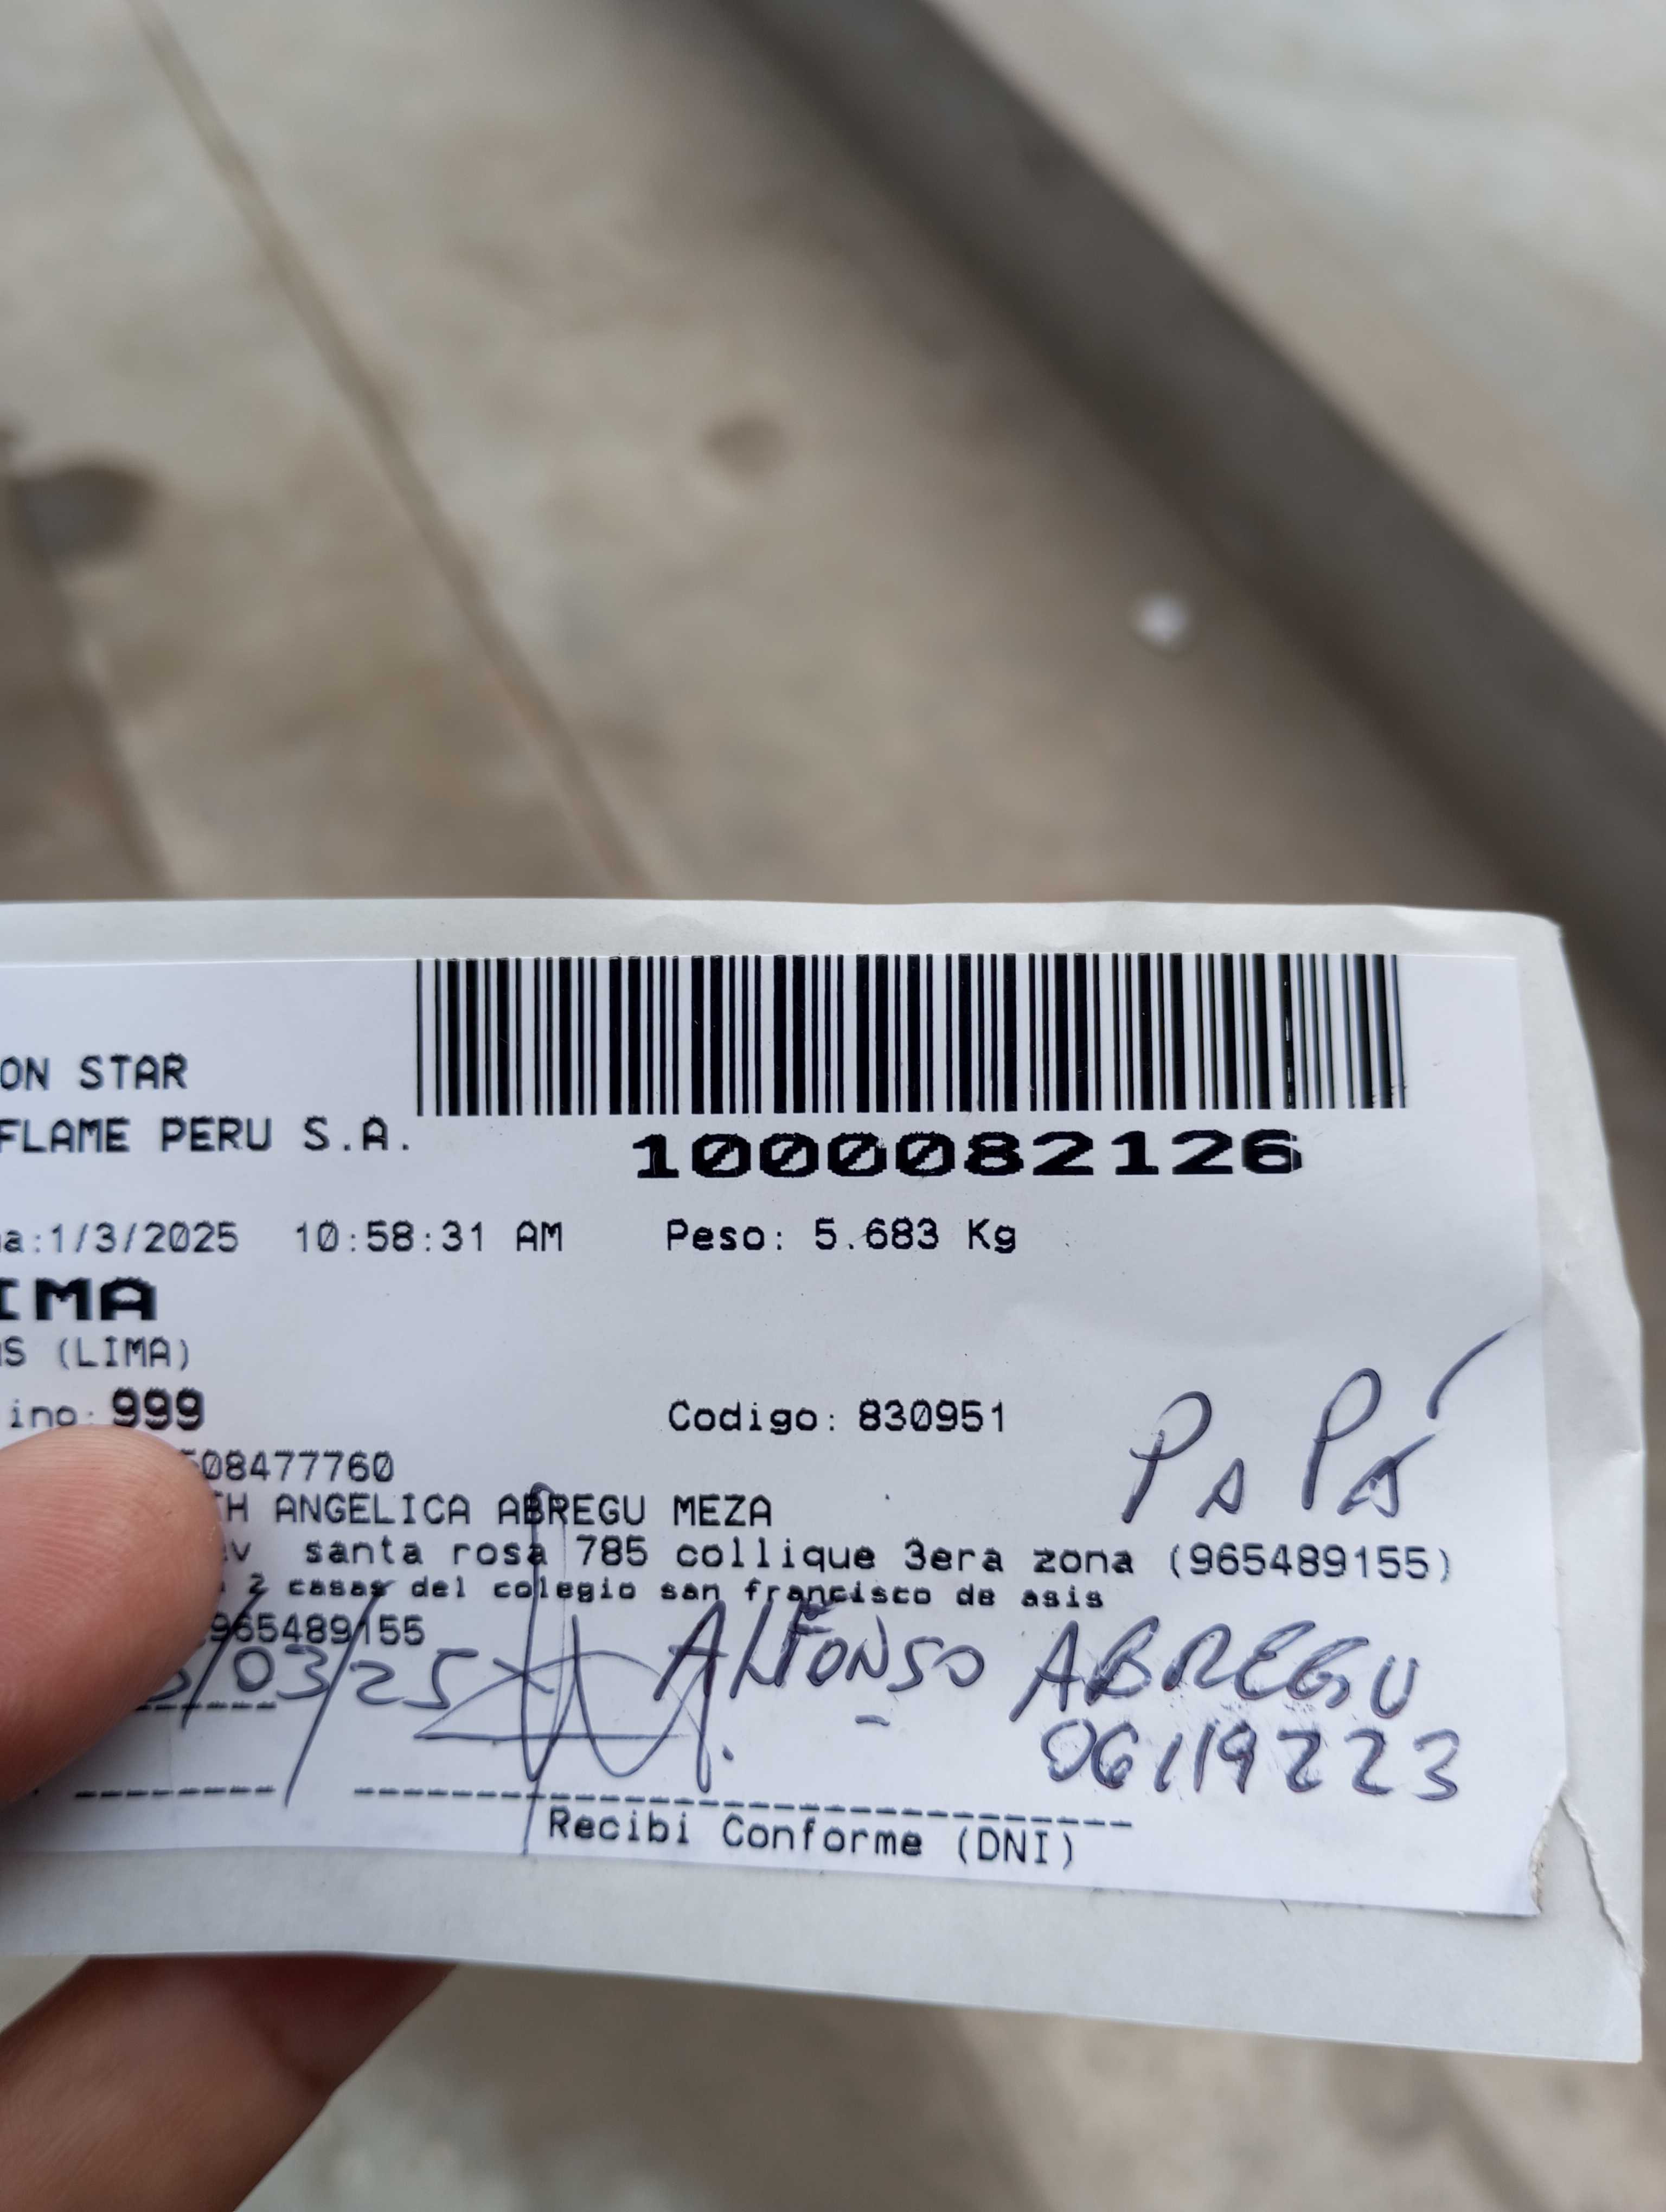 ON STAR
FLAME PERU S.A.
1000082126
a:1/3/2025 10:58:31 AM Peso: 5.683 Kg
IMA
S (LIMA)
ino: 999 Codigo: 830951
PAPÁ
08477760
TH ANGELICA ABREGU MEZA
v santa rosa 785 collique 3era zona (965489155)
2 casas del colegio san francisco de asis
965489155
/03/25 ALFONSO ABREGU
06119223
Recibi Conforme (DNI)